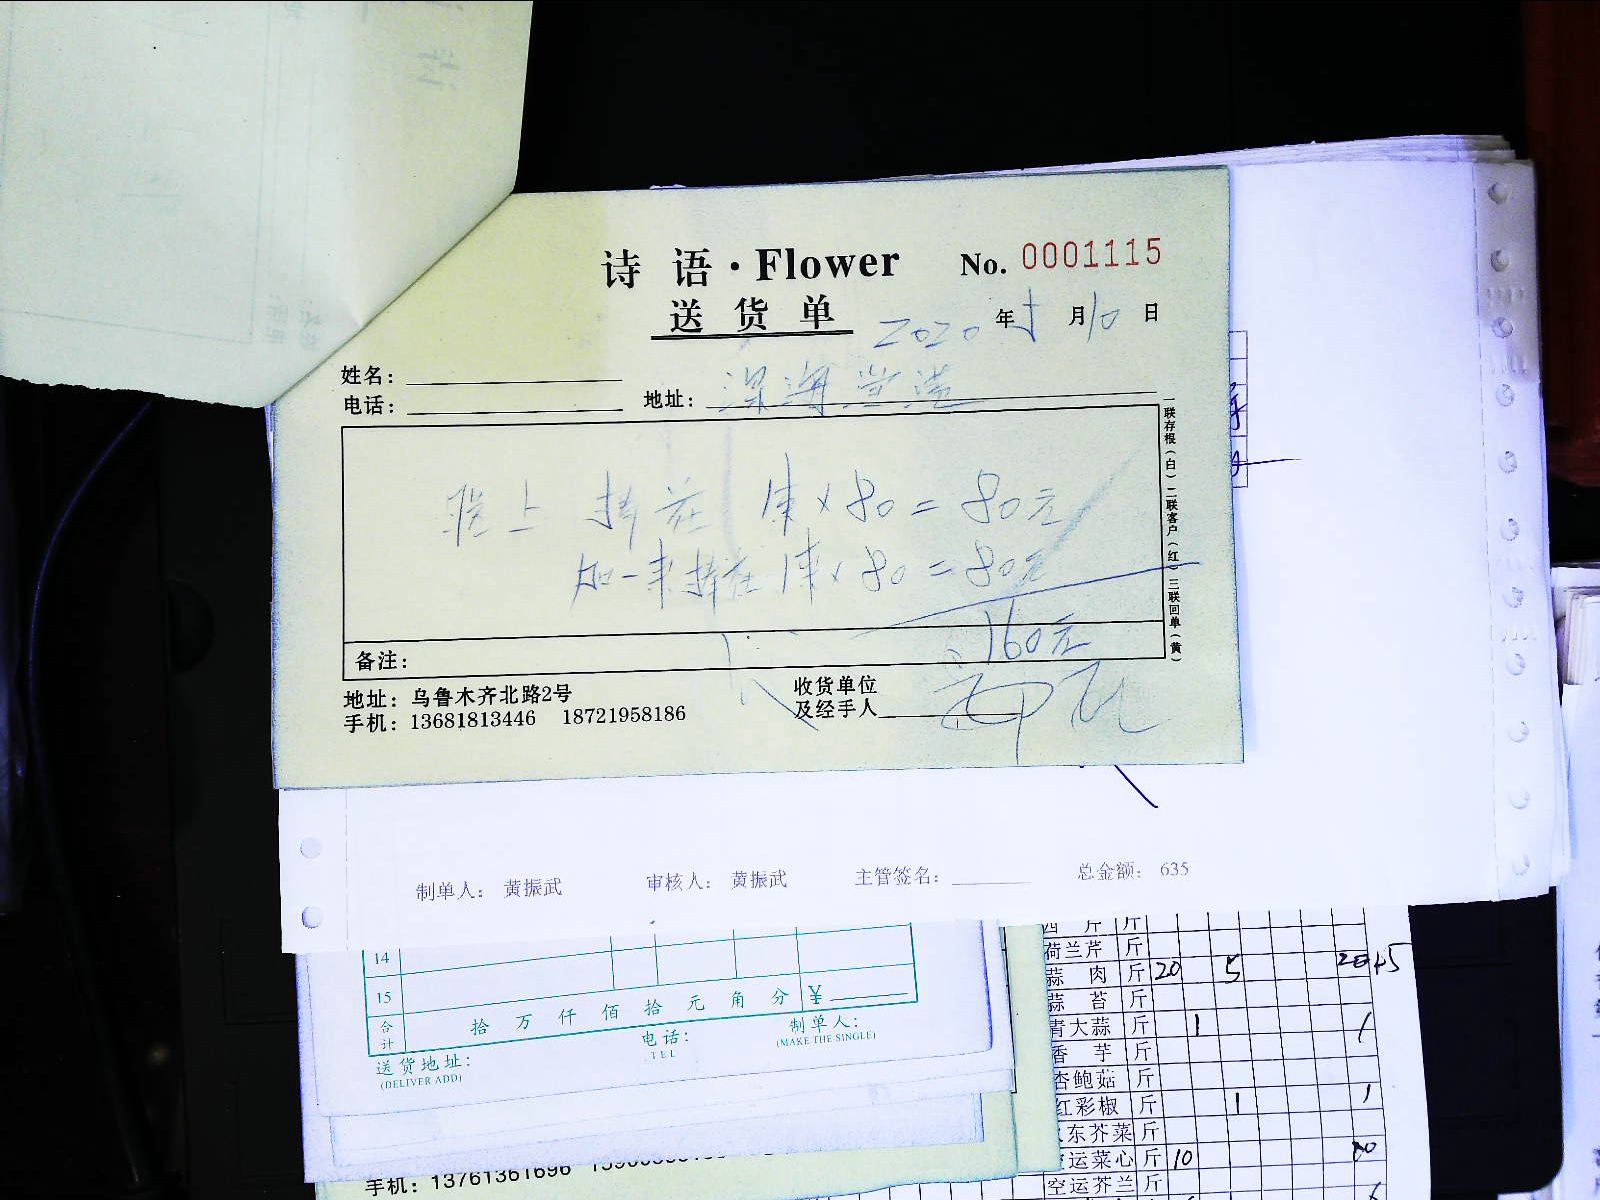 诗 语·Flower No. 0001115
送 货 单
2020 年 5 月 10 日
姓名：
电话： 地址：
束×80=80元
加一束 1束×80=80元
160元
备注：
地址：乌鲁木齐北路2号
手机：13681813446 18721958186
收货单位
及经手人
一联存根（白）二联客户（红）三联回单（黄）
制单人： 黄振武 审核人： 黄振武 主管签名： 总金额： 635
14
15
合计 拾 万 仟 佰 拾 元 角 分 ￥
送货地址：
(DELIVER ADD)
电话：
TEL
制单人：
(MAKE THE SINGLE)
手机：13761361696
西 芹 斤
荷兰芹 斤
蒜 肉 斤 20 5 20+5
蒜 苔 斤
青大蒜 斤 1 1
香 芋 斤
杏鲍菇 斤
红彩椒 斤 1 1
东芥菜 斤
空运菜心 斤 10 10
空运芥兰 斤